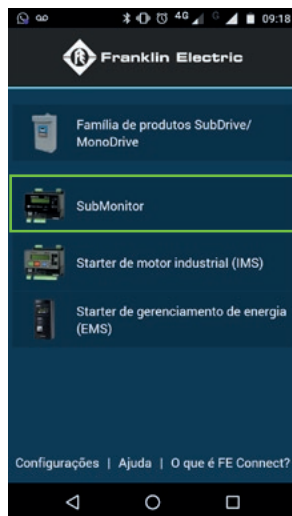 4G
G
09:18
Franklin Electric
Família de produtos SubDrive/
MonoDrive
SubMonitor
Starter de motor industrial (IMS)
Starter de gerenciamento de energia
(EMS)
Configurações | Ajuda | O que é FE Connect?